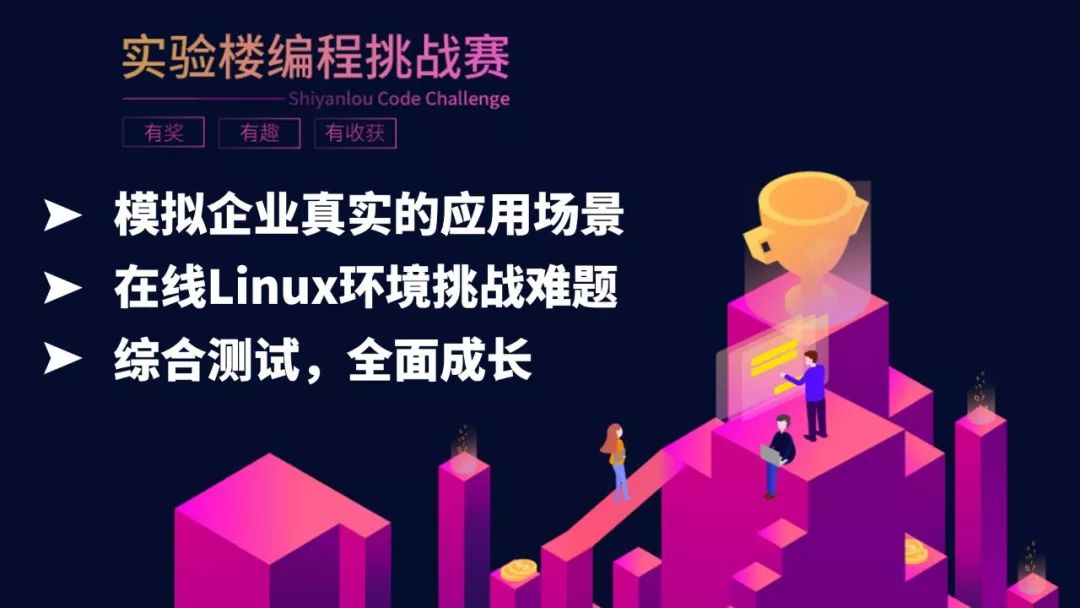 实验楼编程挑战赛
Shiyanlou Code Challenge
有奖 有趣 有收获
模拟企业真实的应用场景
在线Linux环境挑战难题
综合测试，全面成长